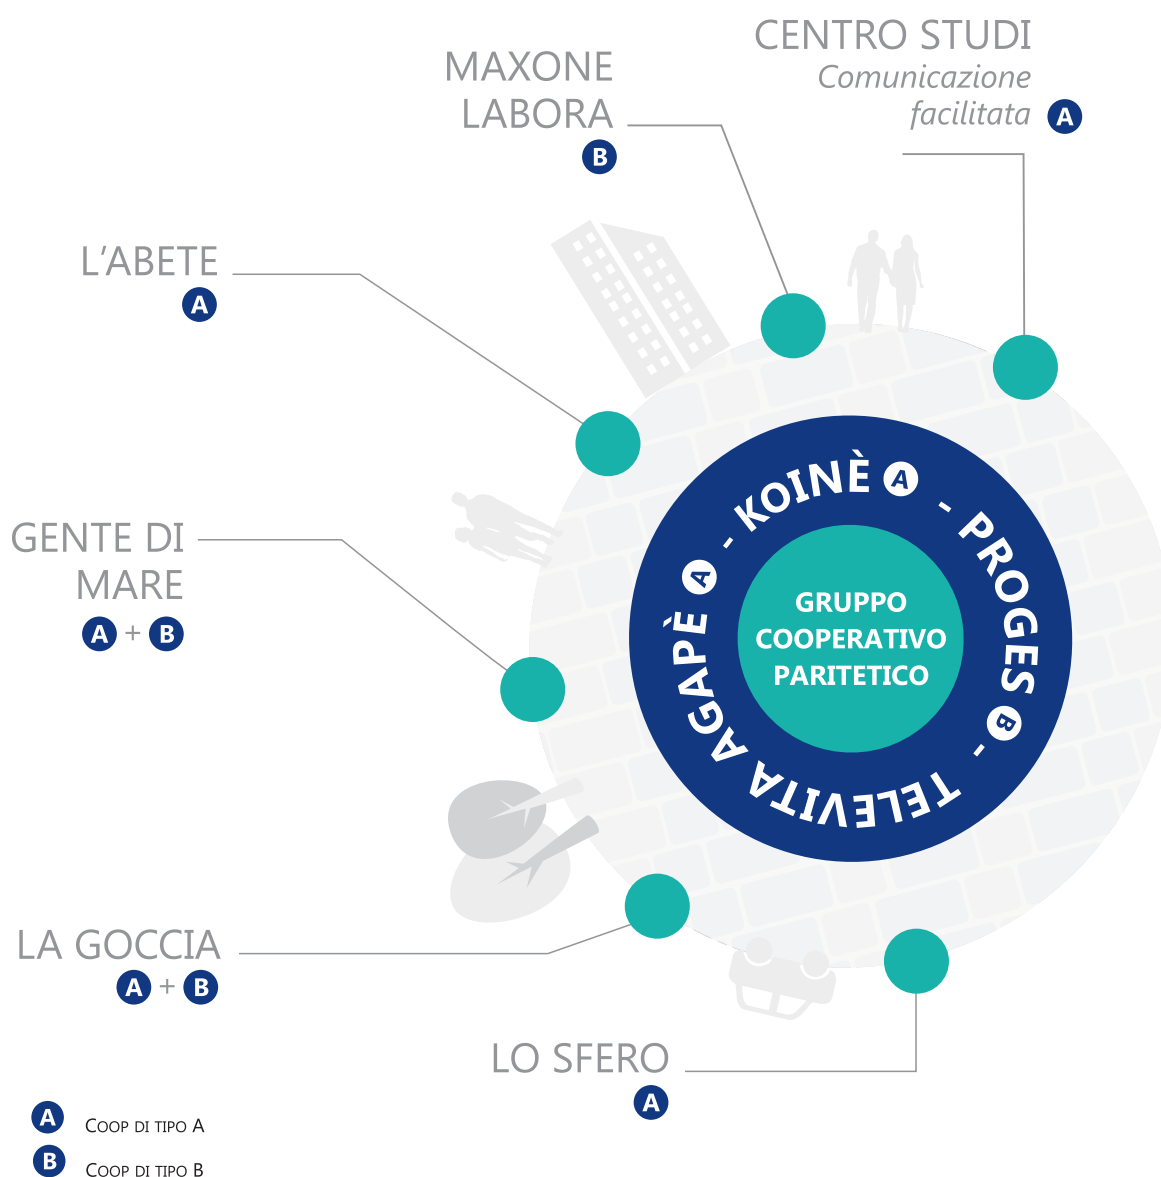 CENTRO STUDI
Comunicazione
facilitata A
MAXONE
LABORA
B
L'ABETE
A
GENTE DI
MARE
A + B
KOINÈ A - PROGES B - TELEVITA AGAPÈ A -
GRUPPO
COOPERATIVO
PARITETICO
LA GOCCIA
A + B
LO SFERO
A
A COOP DI TIPO A
B COOP DI TIPO B